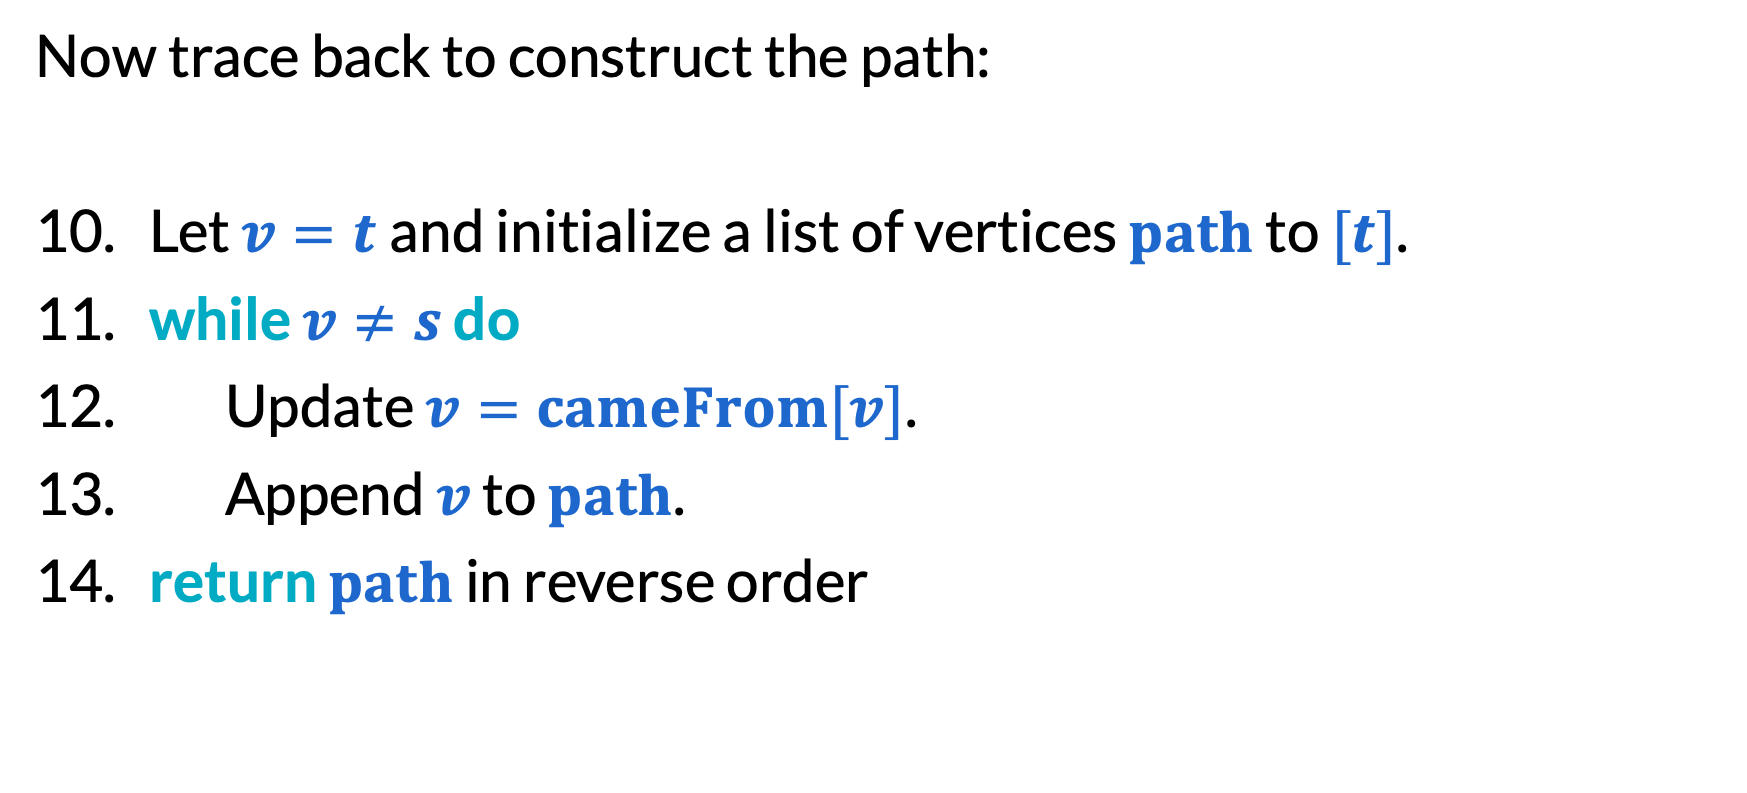 Now trace back to construct the path:
10. Let v = t and initialize a list of vertices path to [t].
11. while v ≠ s do
12. Update v = cameFrom[v].
13. Append v to path.
14. return path in reverse order